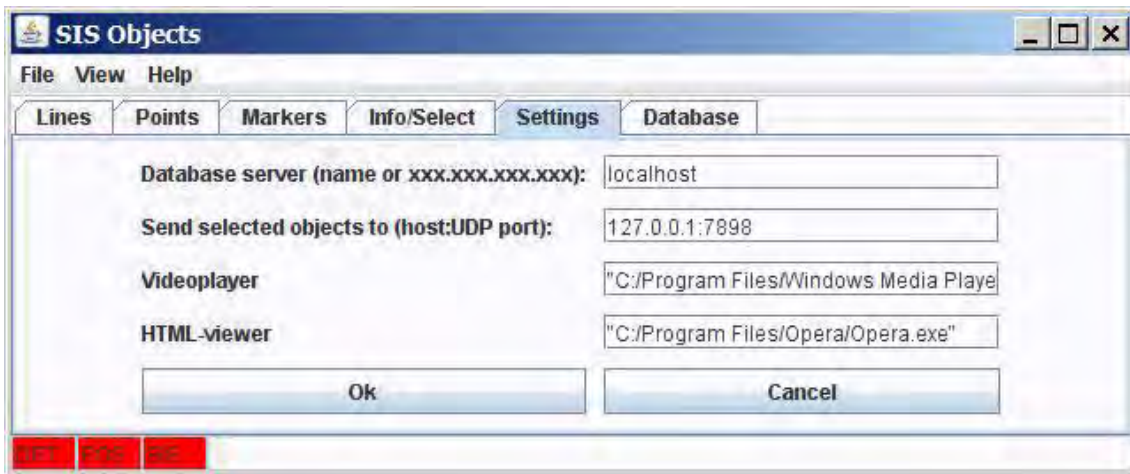 SIS Objects
File View Help
Lines Points Markers Info/Select Settings Database
Database server (name or xxx.xxx.xxx.xxx): localhost
Send selected objects to (host:UDP port): 127.0.0.1:7898
Videoplayer "C:/Program Files/Windows Media Playe
HTML-viewer "C:/Program Files/Opera/Opera.exe"
Ok Cancel
POS